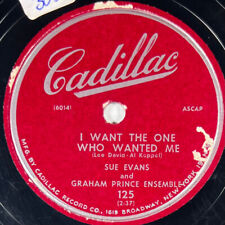 Cadillac
(6014)
ASCAP
I WANT THE ONE
WHO WANTED ME
(Lee David - Al Koppel)
SUE EVANS
and
GRAHAM PRINCE ENSEMBLE
125
(2-37)
MFD. BY CADILLAC RECORD CO., 1619 BROADWAY, NEW YORK, N.Y.